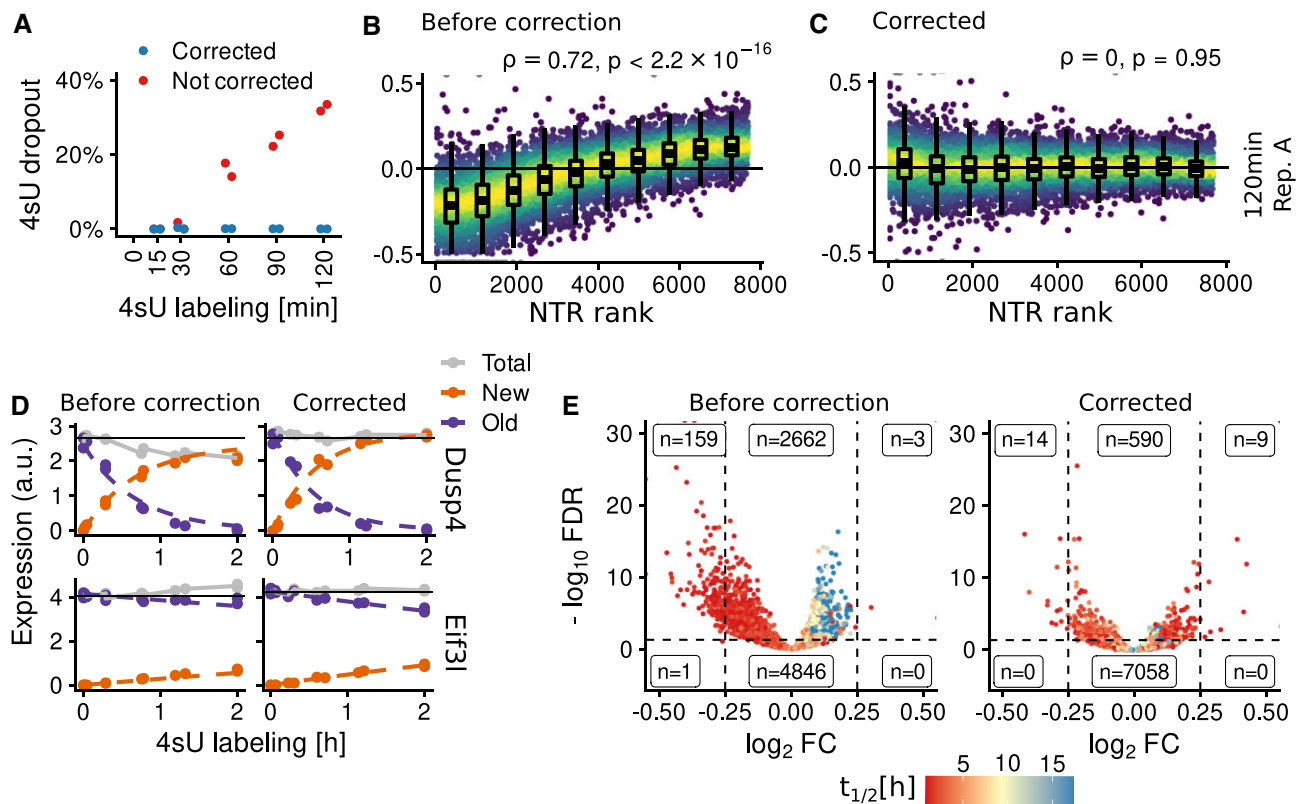 A
Corrected
Not corrected
40%
20%
0%
4sU dropout
0 15 30 60 90 120
4sU labeling [min]
B Before correction
ρ = 0.72, p < 2.2 × 10⁻¹⁶
0.5
0.0
-0.5
0 2000 4000 6000 8000
NTR rank
C Corrected
ρ = 0, p = 0.95
0.5
0.0
-0.5
0 2000 4000 6000 8000
NTR rank
120min
Rep. A
Total
New
Old
D Before correction Corrected
3
2
1
0
0 1 2 0 1 2
Dusp4
4
2
0
0 1 2 0 1 2
Eif3l
Expression (a.u.)
4sU labeling [h]
E Before correction Corrected
30
20
10
0
- log₁₀ FDR
n=159 n=2662 n=3
n=1 n=4846 n=0
-0.50 -0.25 0.00 0.25 0.50
log₂ FC
30
20
10
0
n=14 n=590 n=9
n=0 n=7058 n=0
-0.50 -0.25 0.00 0.25 0.50
log₂ FC
t₁/₂[h]
5 10 15